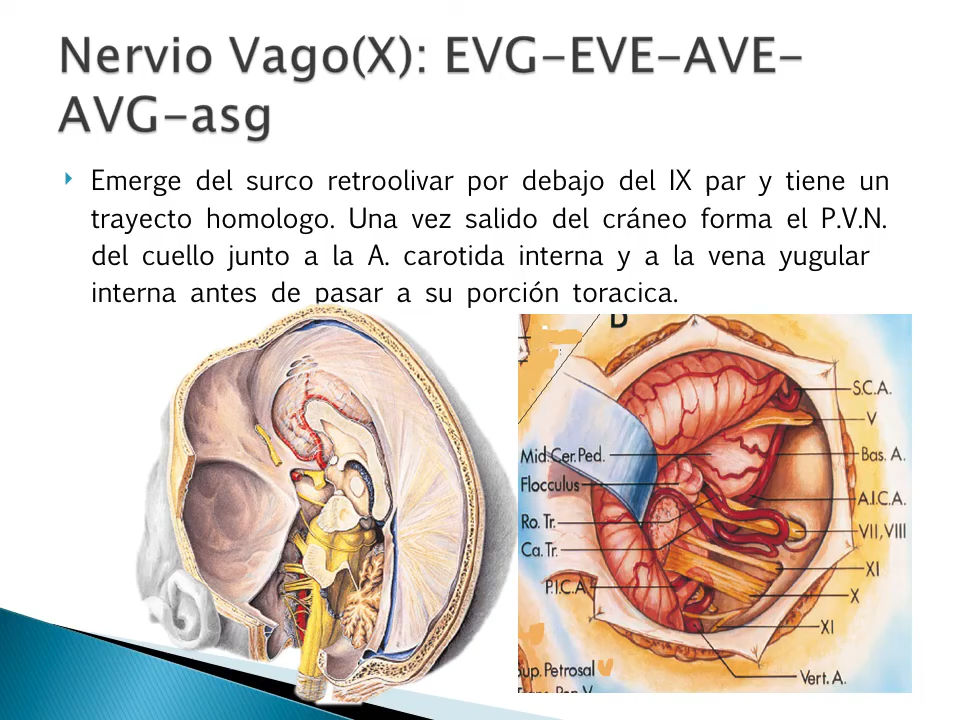 Nervio Vago(X): EVG-EVE-AVE-
AVG-asg
Emerge del surco retroolivar por debajo del IX par y tiene un
trayecto homologo. Una vez salido del cráneo forma el P.V.N.
del cuello junto a la A. carotida interna y a la vena yugular
interna antes de pasar a su porción toracica.
D
S.C.A.
V
Mid.Cer.Ped.
Bas. A.
Flocculus
A.I.C.A.
Ro. Tr.
VII, VIII
Ca. Tr.
XI
P.I.C.A.
X
XI
Sup. Petrosal
Vert. A.